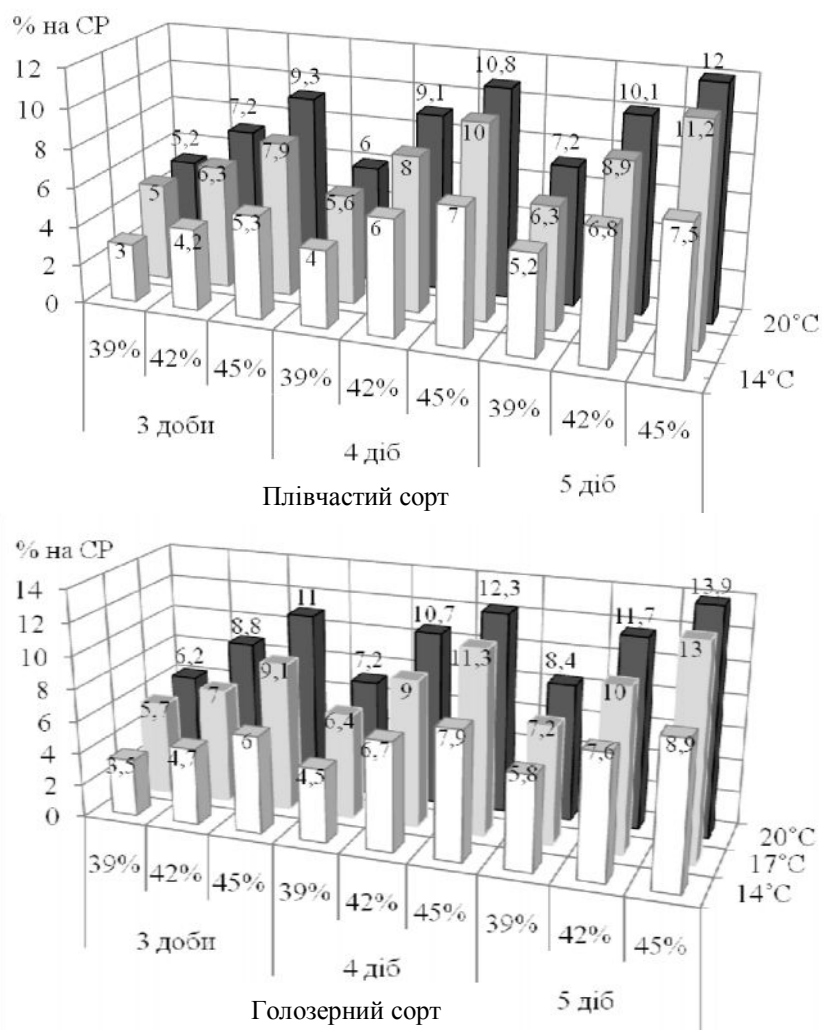 % на СР
12
10
8
6
4
2
0
5,2 7,2 9,3 6 9,1 10,8 7,2 10,1 12
5 6,3 7,9 5,6 8 10 6,3 8,9 11,2
3 4,2 5,3 4 6 7 5,2 6,8 7,5
20°C
14°C
39% 42% 45% 39% 42% 45% 39% 42% 45%
3 доби 4 діб 5 діб
Плівчастий сорт
% на СР
14
12
10
8
6
4
2
0
6,2 8,8 11 7,2 10,7 12,3 8,4 11,7 13,9
5,7 7 9,1 6,4 9 11,3 7,2 10 13
3,5 4,7 6 4,5 6,7 7,9 5,8 7,6 8,9
20°C
17°C
14°C
39% 42% 45% 39% 42% 45% 39% 42% 45%
3 доби 4 діб 5 діб
Голозерний сорт